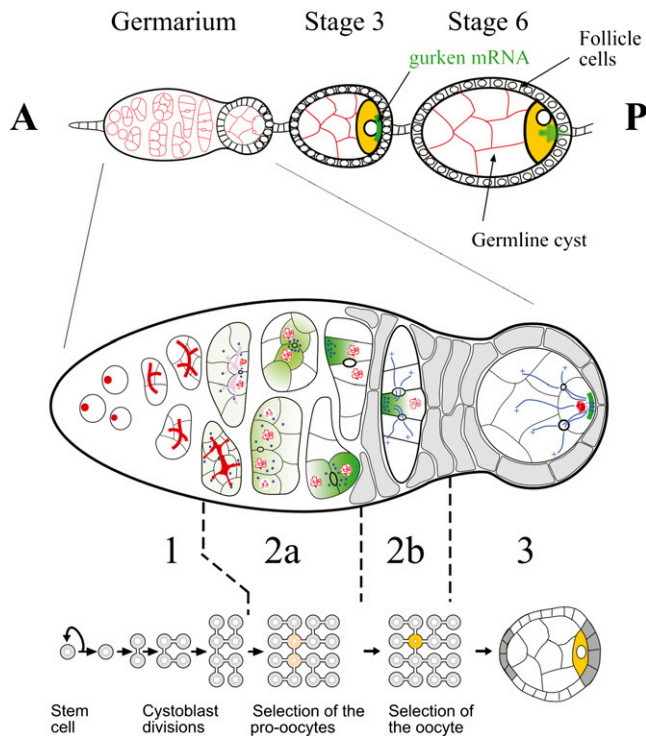 Germarium Stage 3 Stage 6
gurken mRNA
Follicle
cells
A P
Germline cyst
1 2a 2b 3
Stem
cell
Cystoblast
divisions
Selection of the
pro-oocytes
Selection of
the oocyte